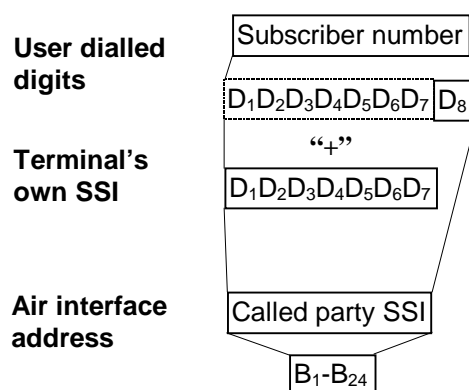 User dialled
digits
Subscriber number
D₁D₂D₃D₄D₅D₆D₇ D₈
“+”
Terminal's
own SSI
D₁D₂D₃D₄D₅D₆D₇
Air interface
address
Called party SSI
B₁-B₂₄